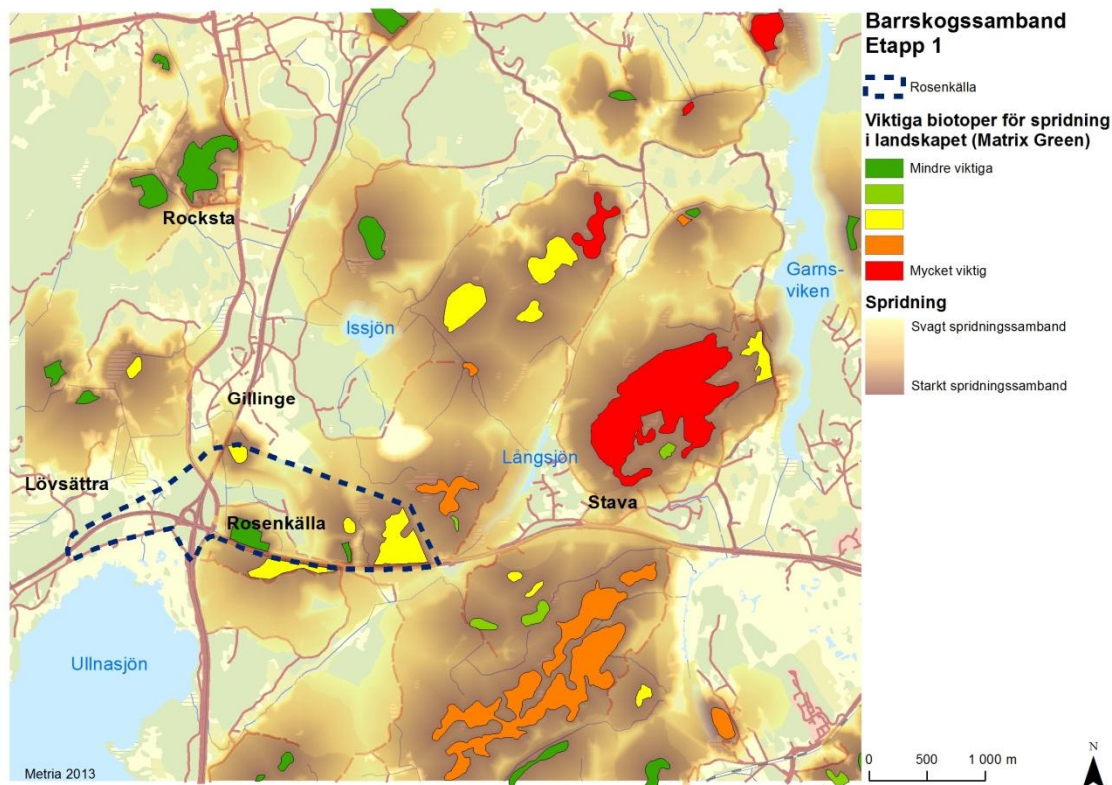 Barrskogssamband
Etapp 1
Rosenkälla
Viktiga biotoper för spridning
i landskapet (Matrix Green)
Mindre viktiga
Mycket viktig
Spridning
Svagt spridningssamband
Starkt spridningssamband
Rocksta
Garns-
viken
Issjön
Gillinge
Långsjön
Lövsättra
Stava
Rosenkälla
Ullnasjön
Metria 2013
0 500 1 000 m
N